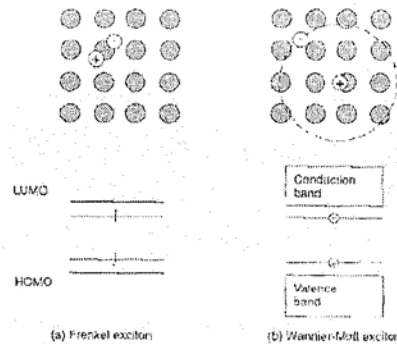 LUMO
HOMO
Conduction
band
Valence
band
(a) Frenkel exciton
(b) Wannier-Mott exciton